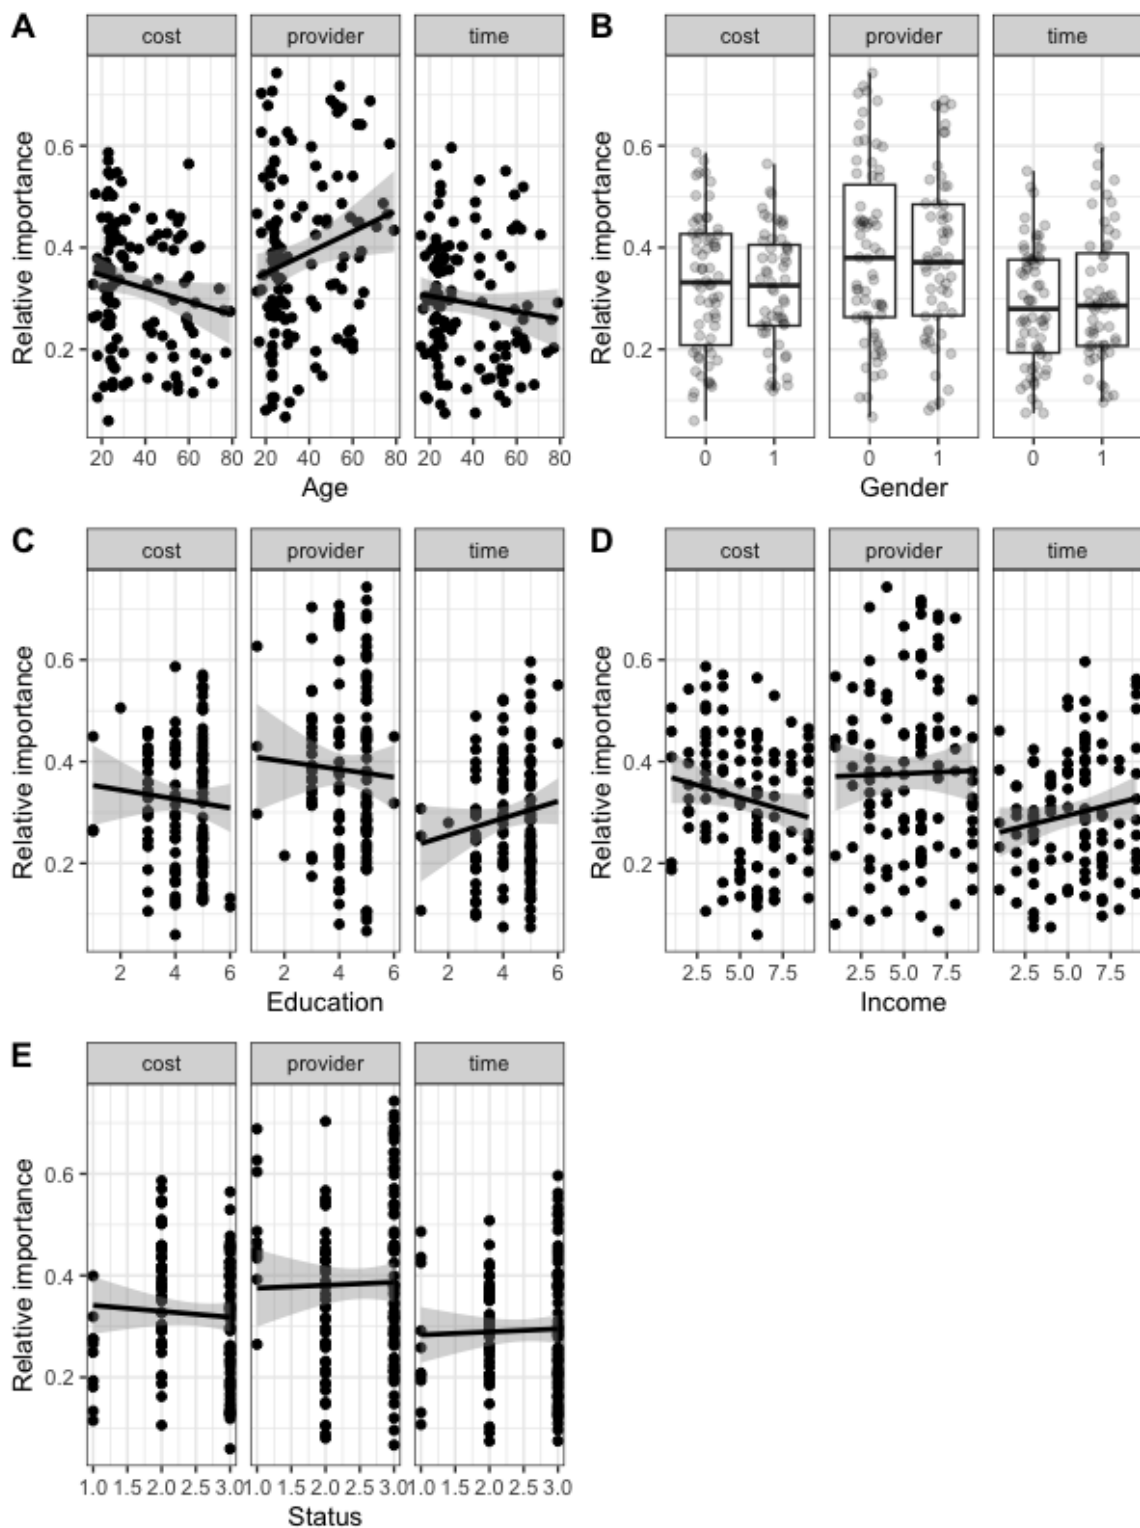 A
cost provider time
Relative importance
0.6
0.4
0.2
20 40 60 80 20 40 60 80 20 40 60 80
Age
B
cost provider time
Relative importance
0.6
0.4
0.2
0 1 0 1 0 1
Gender
C
cost provider time
Relative importance
0.6
0.4
0.2
2 4 6 2 4 6 2 4 6
Education
D
cost provider time
Relative importance
0.6
0.4
0.2
2.5 5.0 7.5 2.5 5.0 7.5 2.5 5.0 7.5
Income
E
cost provider time
Relative importance
0.6
0.4
0.2
1.0 1.5 2.0 2.5 3.0 1.0 1.5 2.0 2.5 3.0 1.0 1.5 2.0 2.5 3.0
Status